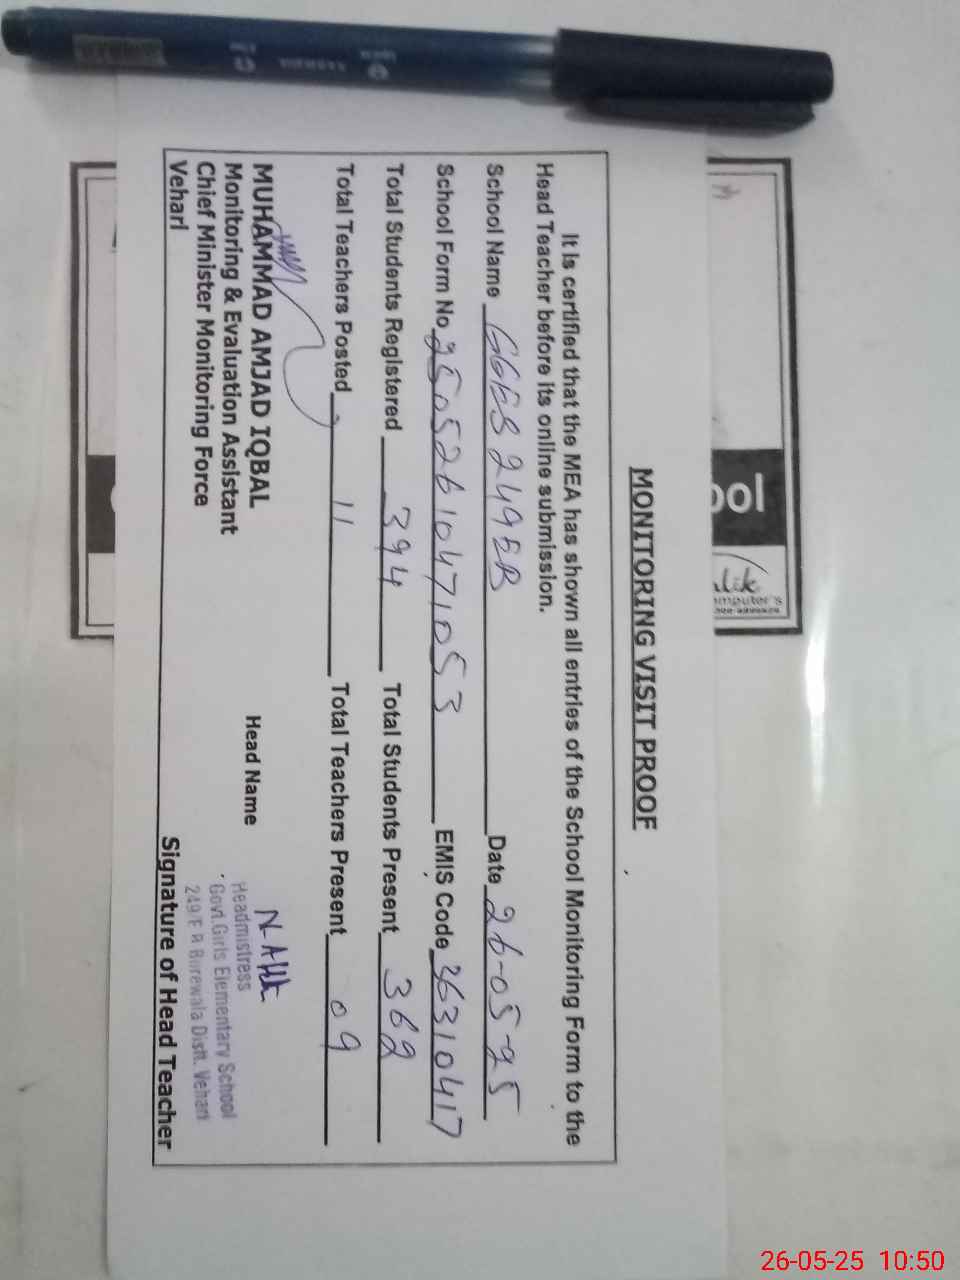 MONITORING VISIT PROOF
It is certified that the MEA has shown all entries of the School Monitoring Form to the
Head Teacher before its online submission.
School Name GGES 249EB Date 26-05-25
School Form No 25052610471053 EMIS Code 36310417
Total Students Registered 394 Total Students Present 362
Total Teachers Posted 11 Total Teachers Present 09
MUHAMMAD AMJAD IQBAL
Monitoring & Evaluation Assistant
Chief Minister Monitoring Force
Vehari
Head Name
Headmistress
Govt.Girls Elementary School
249/E.B Burewala Distt. Vehari
Signature of Head Teacher
ool
alik
omputer's
26-05-25 10:50